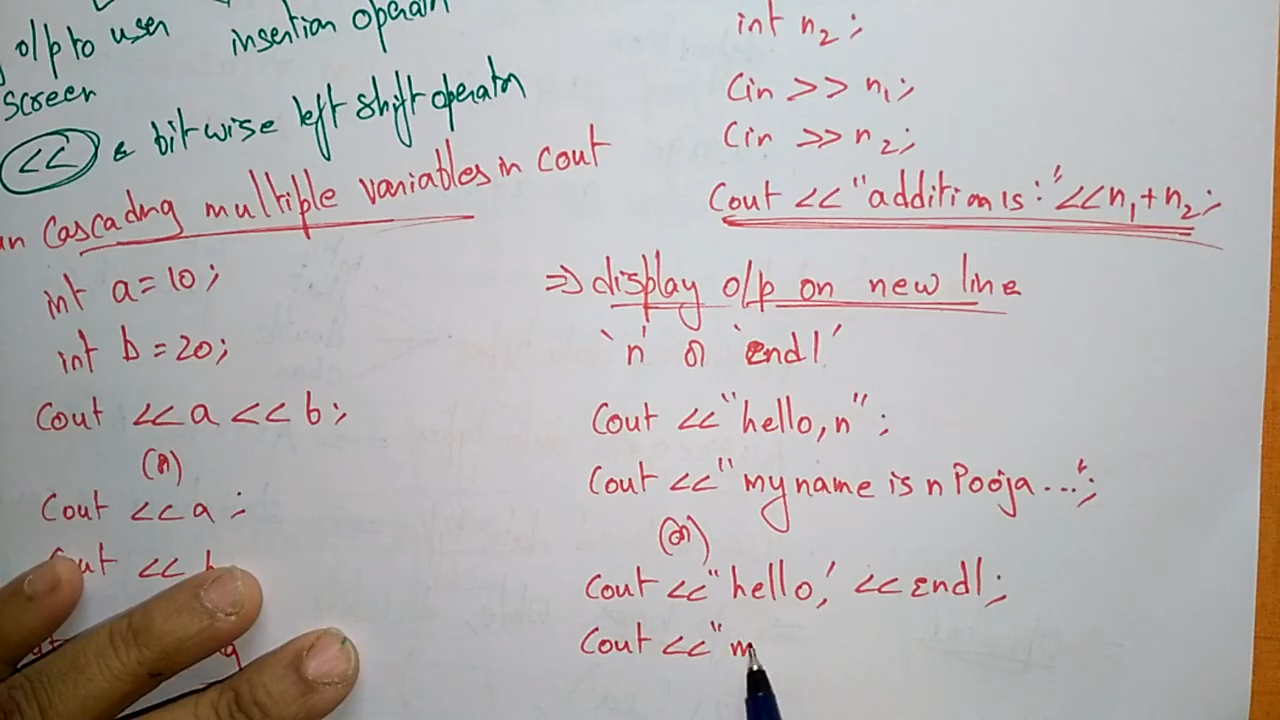 o/p to user insertion operator
screen
<< & bitwise left shift operator
Cascading multiple variables in cout
int a=10;
int b=20;
Cout <<a<<b;
(or)
Cout <<a;
int n2;
Cin >> n1;
Cin >> n2;
Cout <<"addition is:"<<n1+n2;
=> display o/p on new line
'n' or 'endl'
Cout <<"hello,n";
Cout <<"my name is n Pooja...";
(or)
Cout <<"hello," <<endl;
Cout <<"m